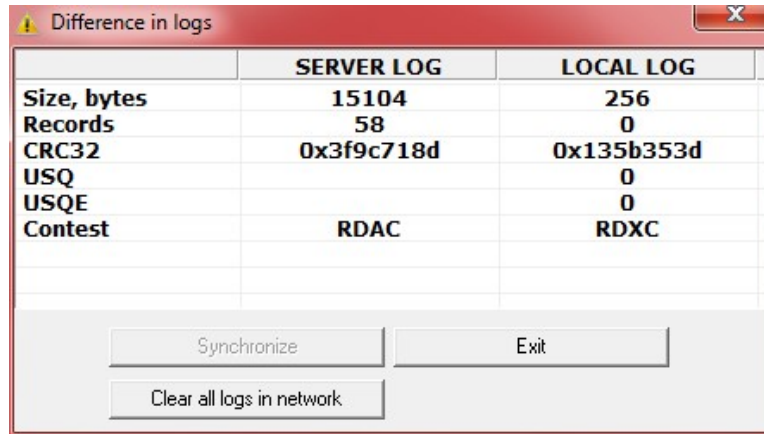 Difference in logs
SERVER LOG LOCAL LOG
Size, bytes 15104 256
Records 58 0
CRC32 0x3f9c718d 0x135b353d
USQ 0
USQE 0
Contest RDAC RDXC
Synchronize Exit
Clear all logs in network